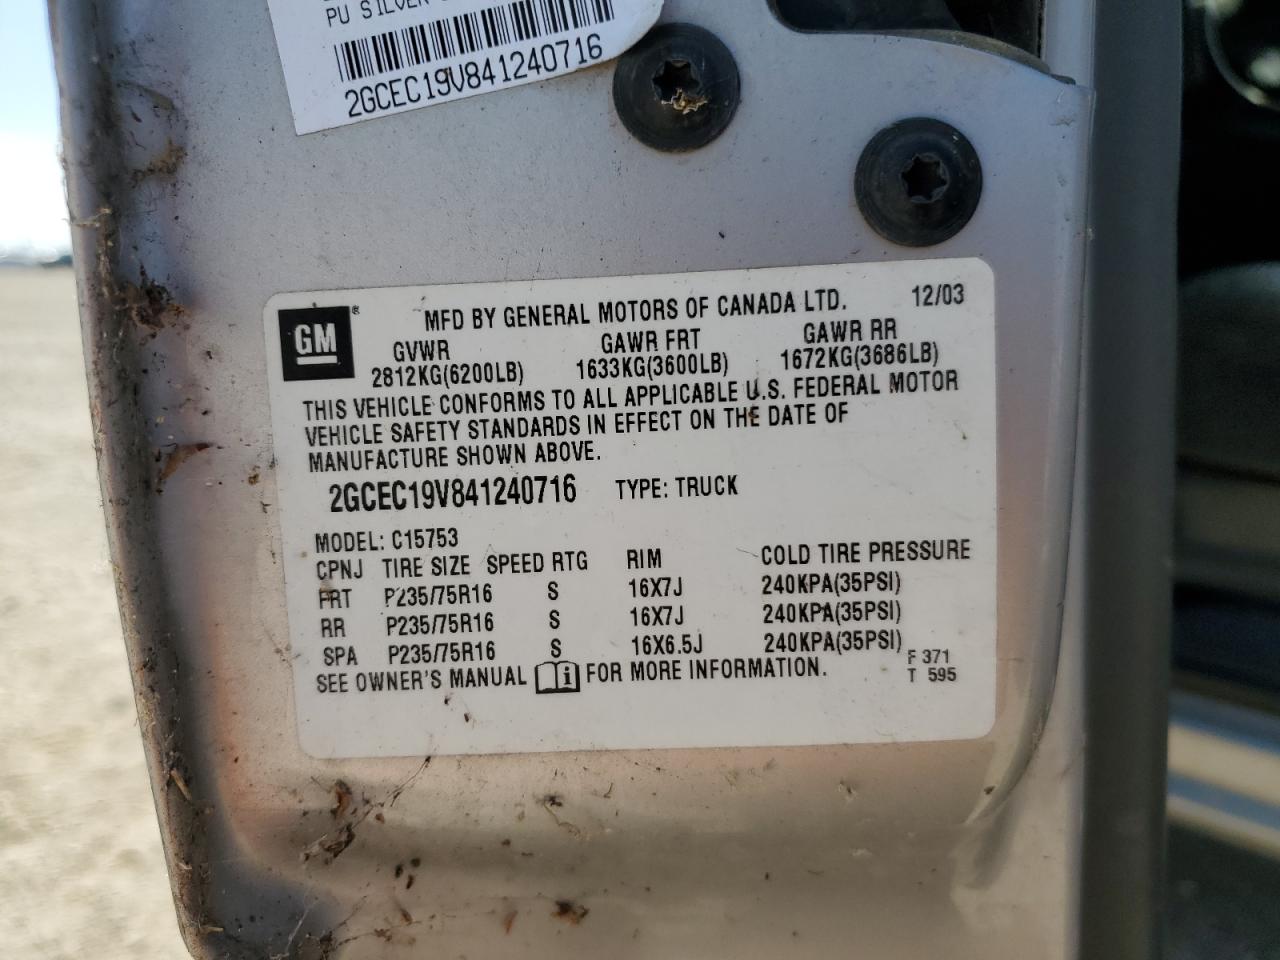 PU SILVER
2GCEC19V841240716
GM ®
MFD BY GENERAL MOTORS OF CANADA LTD. 12/03
GVWR GAWR FRT GAWR RR
2812KG(6200LB) 1633KG(3600LB) 1672KG(3686LB)
THIS VEHICLE CONFORMS TO ALL APPLICABLE U.S. FEDERAL MOTOR
VEHICLE SAFETY STANDARDS IN EFFECT ON THE DATE OF
MANUFACTURE SHOWN ABOVE.
2GCEC19V841240716 TYPE: TRUCK
MODEL: C15753
CPNJ TIRE SIZE SPEED RTG RIM COLD TIRE PRESSURE
FRT P235/75R16 S 16X7J 240KPA(35PSI)
RR P235/75R16 S 16X7J 240KPA(35PSI)
SPA P235/75R16 S 16X6.5J 240KPA(35PSI)
SEE OWNER'S MANUAL i FOR MORE INFORMATION.
F 371
T 595